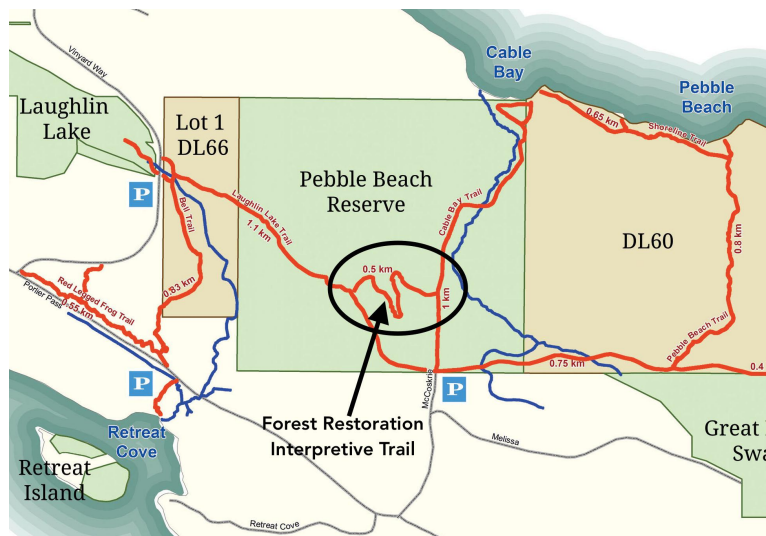 Vinyard Way
Cable
Bay
Pebble
Beach
Laughlin
Lake
Lot 1
DL66
0.65 km
Shoreline Trail
P
Pebble Beach
Reserve
Bell Trail
Laughlin Lake Trail
1.1 km
Cable Bay Trail
DL60
0.8 km
0.5 km
Red Legged Frog Trail
0.55 km
Porlier Pass
0.83 km
1 km
Pebble Beach Trail
0.75 km
0.4
P
P
McCoskrie
Forest Restoration
Interpretive Trail
Retreat
Cove
Melissa
Great
Swa
Retreat
Island
Retreat Cove